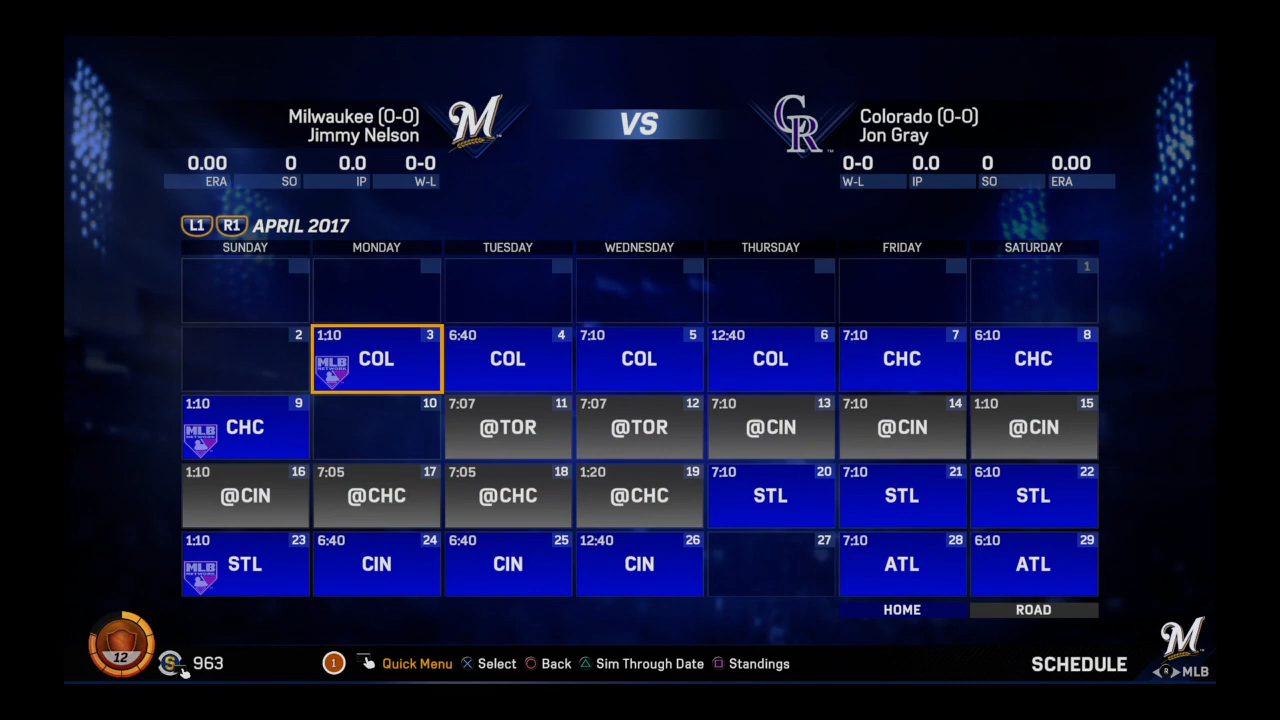 Milwaukee (0-0)
Jimmy Nelson
VS
Colorado (0-0)
Jon Gray
0.00 0 0.0 0-0
ERA SO IP W-L
0-0 0.0 0 0.00
W-L IP SO ERA
L1 R1 APRIL 2017
SUNDAY MONDAY TUESDAY WEDNESDAY THURSDAY FRIDAY SATURDAY
1
2 1:10 3 6:40 4 7:10 5 12:40 6 7:10 7 6:10 8
MLB NETWORK COL COL COL COL CHC CHC
1:10 9 10 7:07 11 7:07 12 7:10 13 7:10 14 1:10 15
MLB NETWORK CHC @TOR @TOR @CIN @CIN @CIN
1:10 16 7:05 17 7:05 18 1:20 19 7:10 20 7:10 21 6:10 22
@CIN @CHC @CHC @CHC STL STL STL
1:10 23 6:40 24 6:40 25 12:40 26 27 7:10 28 6:10 29
MLB NETWORK STL CIN CIN CIN ATL ATL
HOME ROAD
12 S 963 1 Quick Menu Select Back Sim Through Date Standings SCHEDULE
M
R MLB